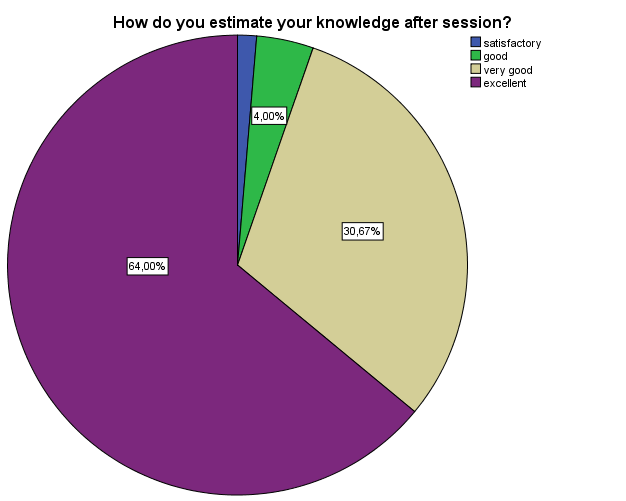 How do you estimate your knowledge after session?
satisfactory
good
very good
excellent
4,00%
30,67%
64,00%